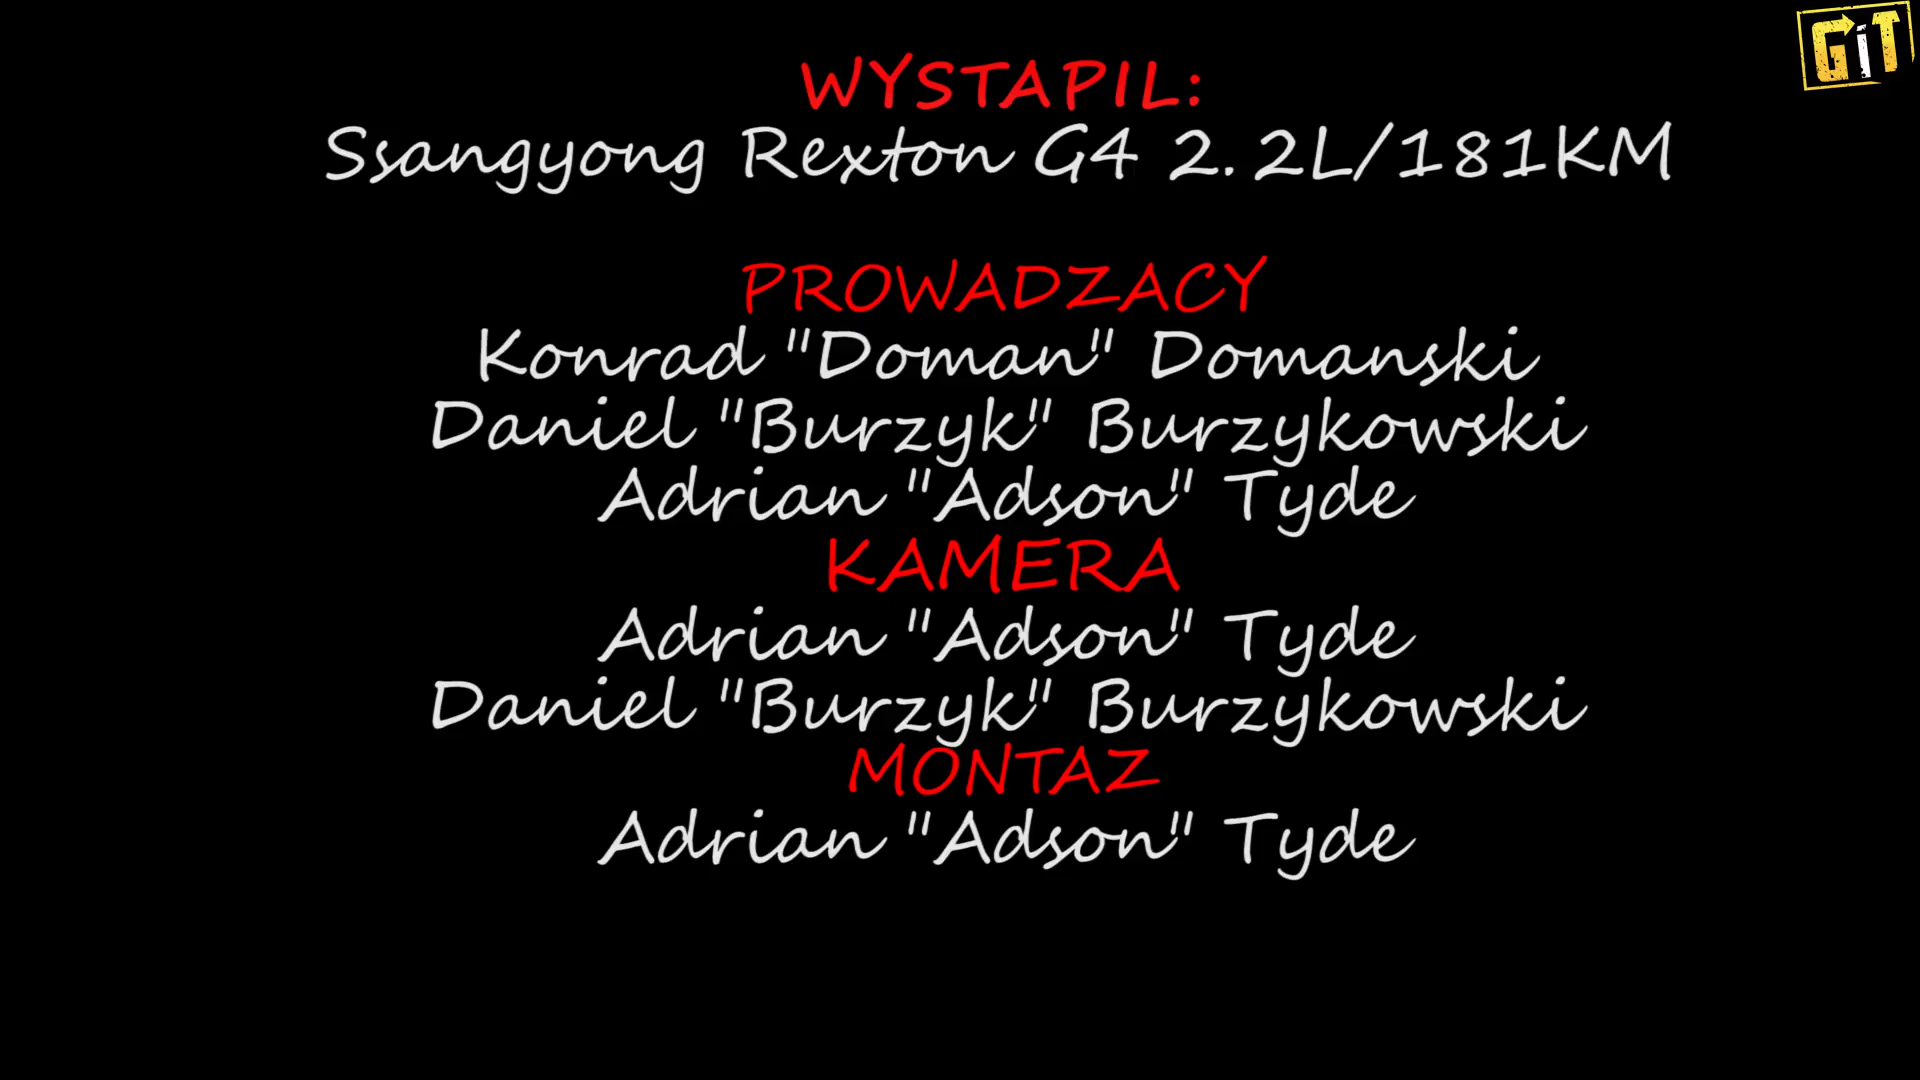 GiT
WYSTAPIL:
Ssangyong Rexton G4 2.2L/181KM
PROWADZACY
Konrad "Doman" Domanski
Daniel "Burzyk" Burzykowski
Adrian "Adson" Tyde
KAMERA
Adrian "Adson" Tyde
Daniel "Burzyk" Burzykowski
MONTAZ
Adrian "Adson" Tyde